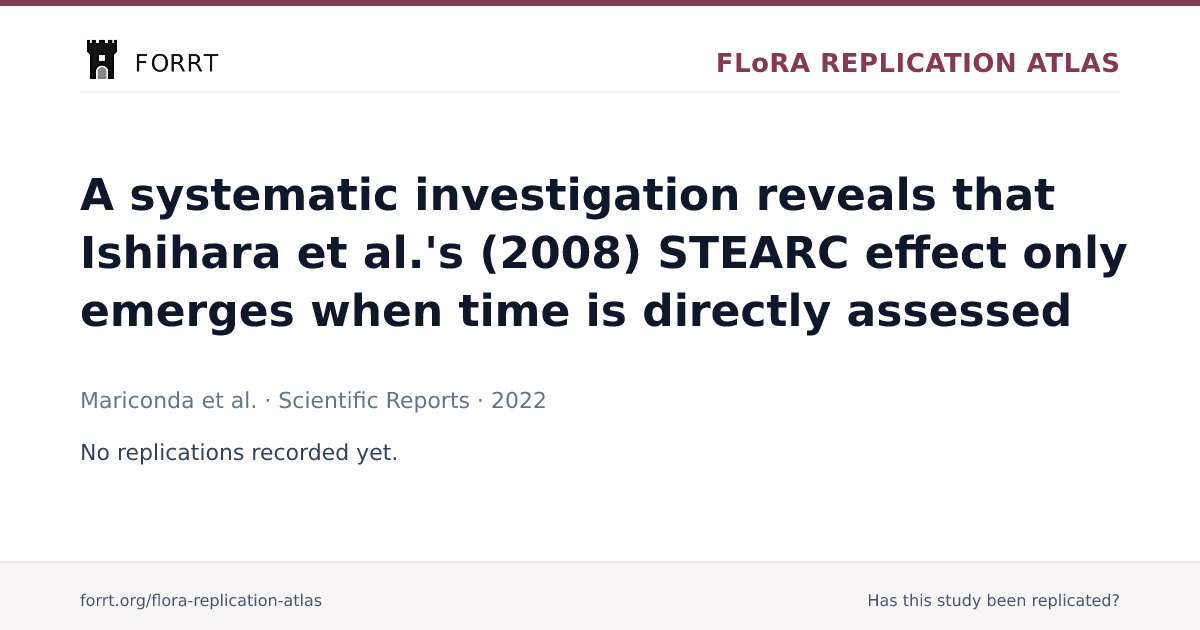 FORRT
FLoRA REPLICATION ATLAS
A systematic investigation reveals that
Ishihara et al.'s (2008) STEARC effect only
emerges when time is directly assessed
Mariconda et al. · Scientific Reports · 2022
No replications recorded yet.
forrt.org/flora-replication-atlas
Has this study been replicated?